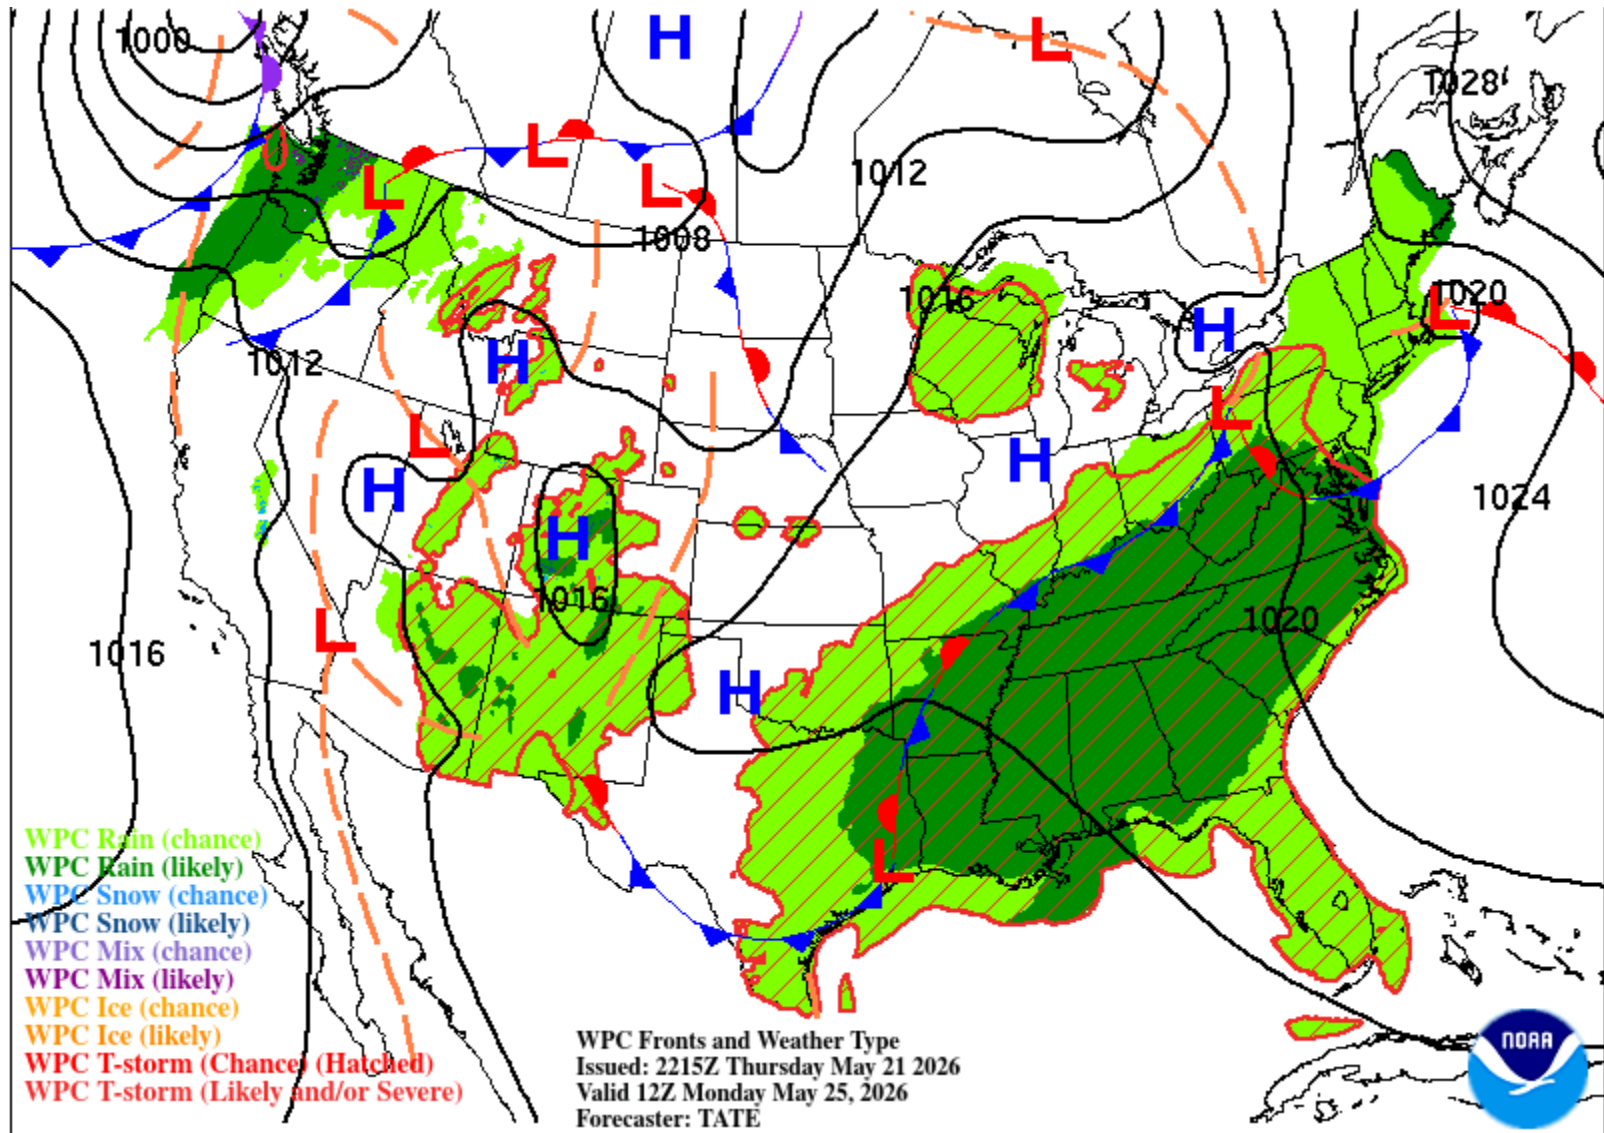 1000
H
L
1028
L
1012
L
L
1008
1016
1020
L
H
1012
H
L
L
H
H
1024
H
1016
1020
L
1016
H
L
WPC Rain (chance)
WPC Rain (likely)
WPC Snow (chance)
WPC Snow (likely)
WPC Mix (chance)
WPC Mix (likely)
WPC Ice (chance)
WPC Ice (likely)
WPC T-storm (Chance) (Hatched)
WPC T-storm (Likely and/or Severe)
WPC Fronts and Weather Type
Issued: 2215Z Thursday May 21 2026
Valid 12Z Monday May 25, 2026
Forecaster: TATE
NOAA